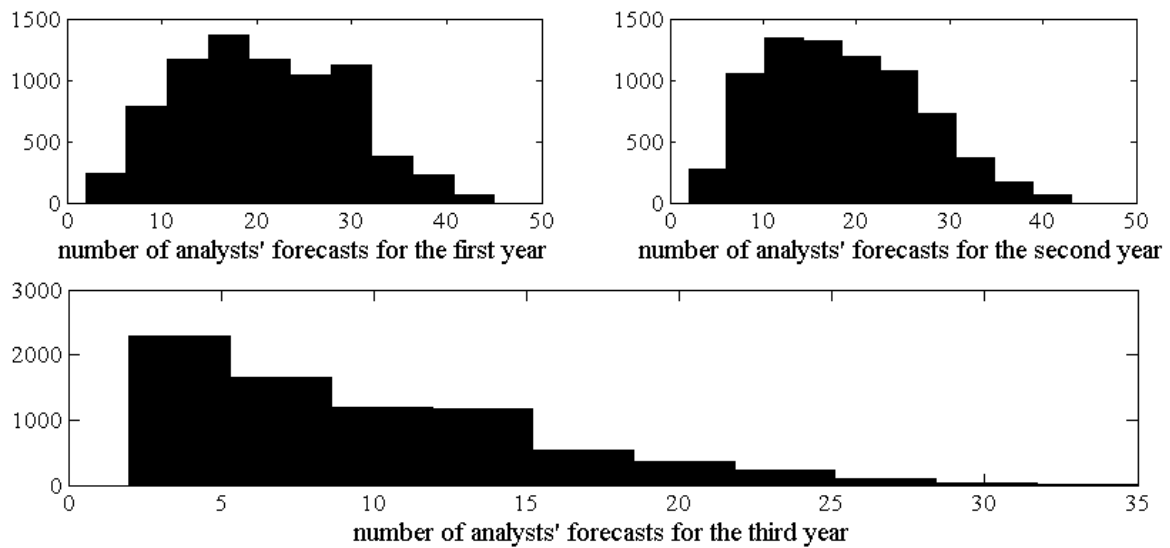 1500
1000
500
0
0 10 20 30 40 50
number of analysts' forecasts for the first year
1500
1000
500
0
0 10 20 30 40 50
number of analysts' forecasts for the second year
3000
2000
1000
0
0 5 10 15 20 25 30 35
number of analysts' forecasts for the third year